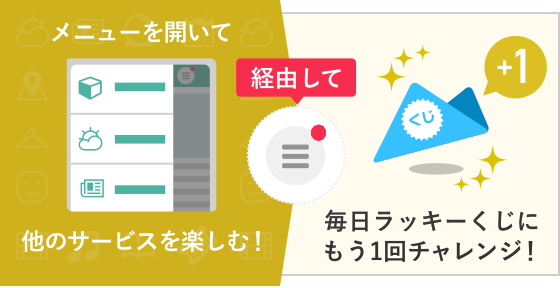 メニューを開いて
他のサービスを楽しむ!
経由して
+1
くじ
毎日ラッキーくじに
もう1回チャレンジ!